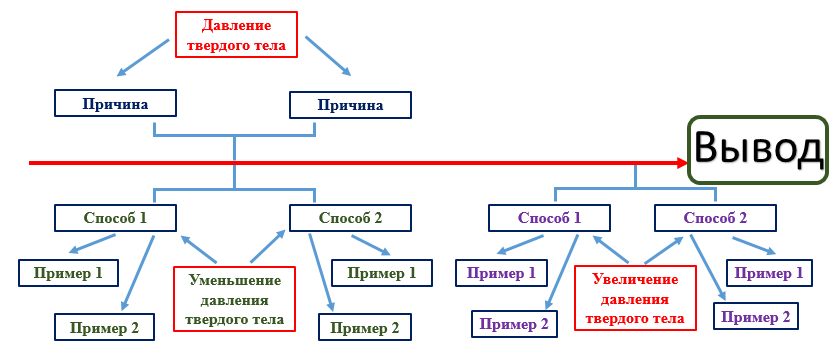 Давление
твердого тела
Причина
Причина
Вывод
Способ 1
Способ 2
Способ 1
Способ 2
Пример 1
Уменьшение
давления
твердого тела
Пример 1
Пример 2
Пример 2
Пример 1
Увеличение
давления
твердого тела
Пример 1
Пример 2
Пример 2